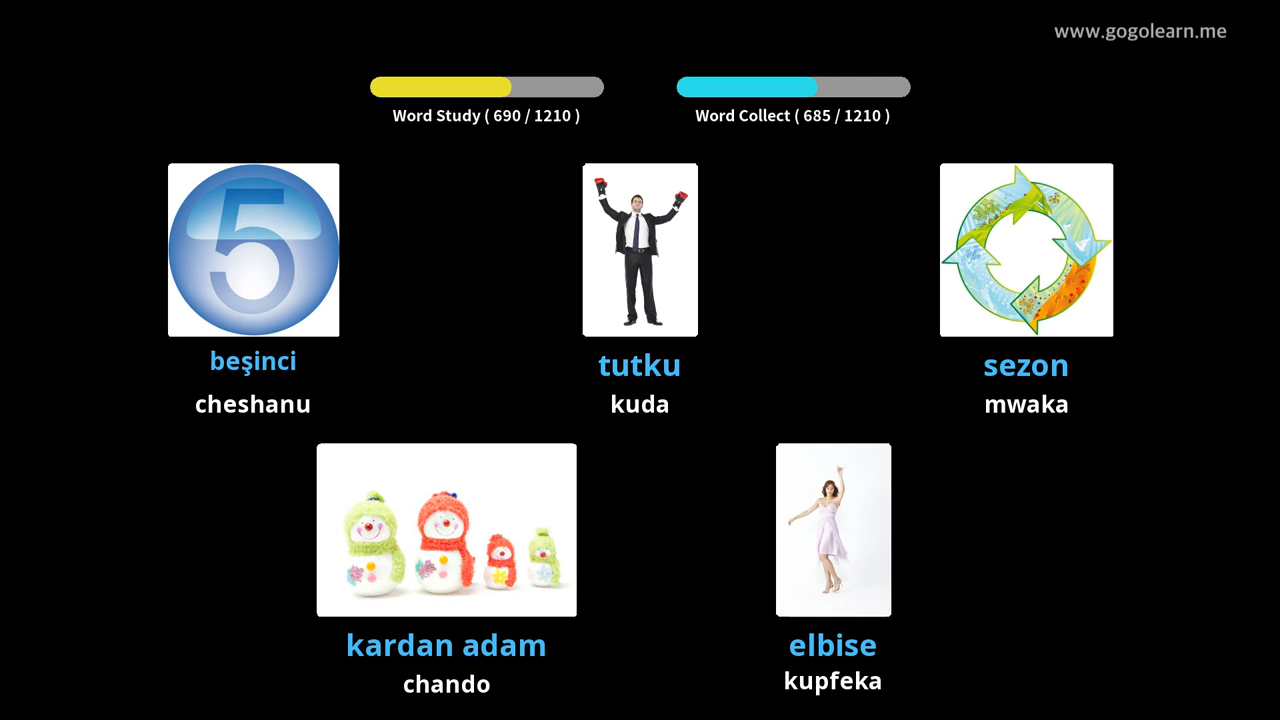 www.gogolearn.me
Word Study ( 690 / 1210 )
Word Collect ( 685 / 1210 )
5
beşinci
tutku
sezon
cheshanu
kuda
mwaka
kardan adam
elbise
chando
kupfeka